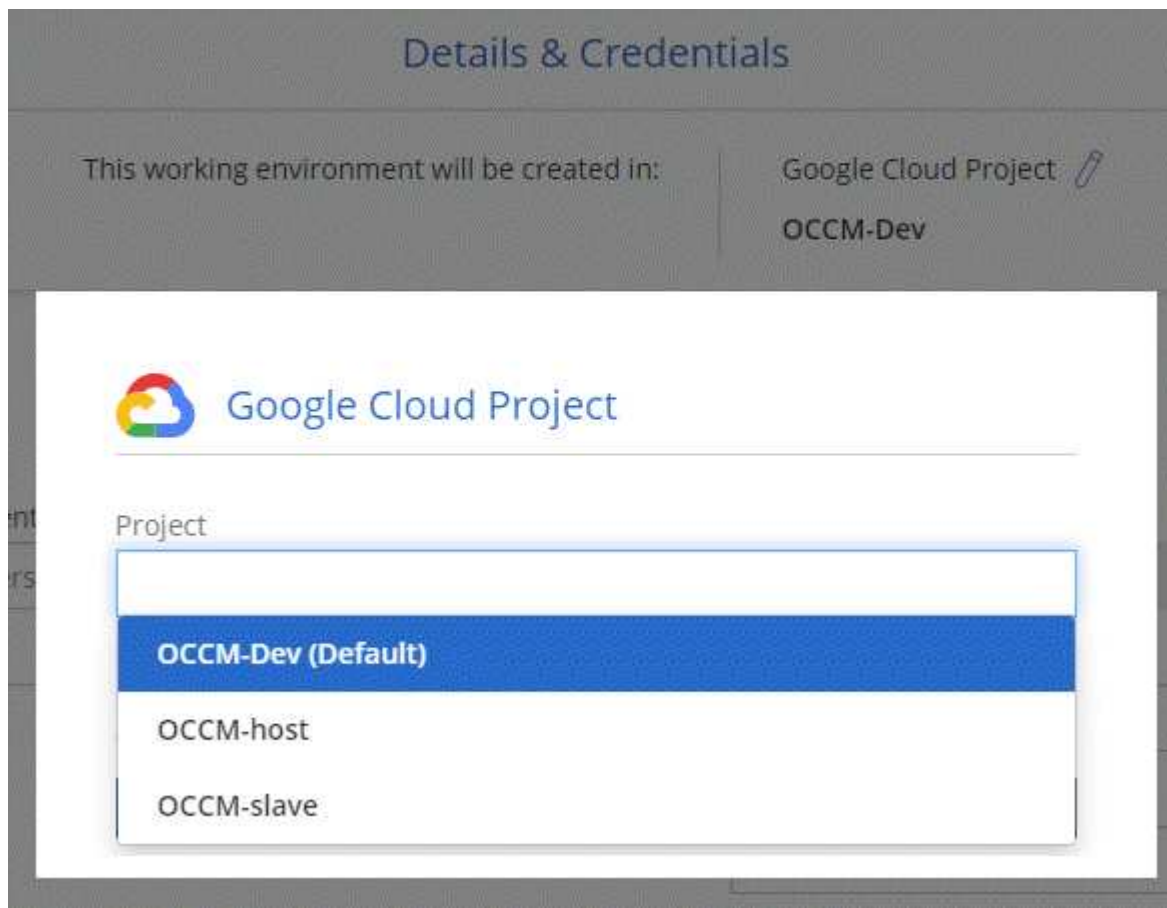 Details & Credentials
This working environment will be created in:
Google Cloud Project
OCCM-Dev
Google Cloud Project
Project
OCCM-Dev (Default)
OCCM-host
OCCM-slave